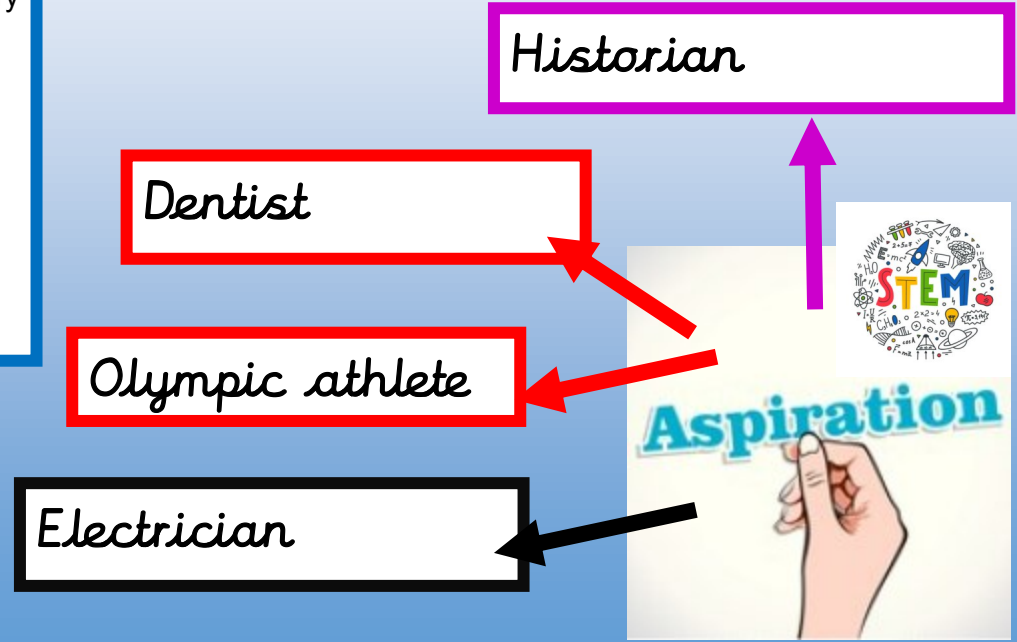 y
Historian
Dentist
STEM
Olympic athlete
Aspiration
Electrician